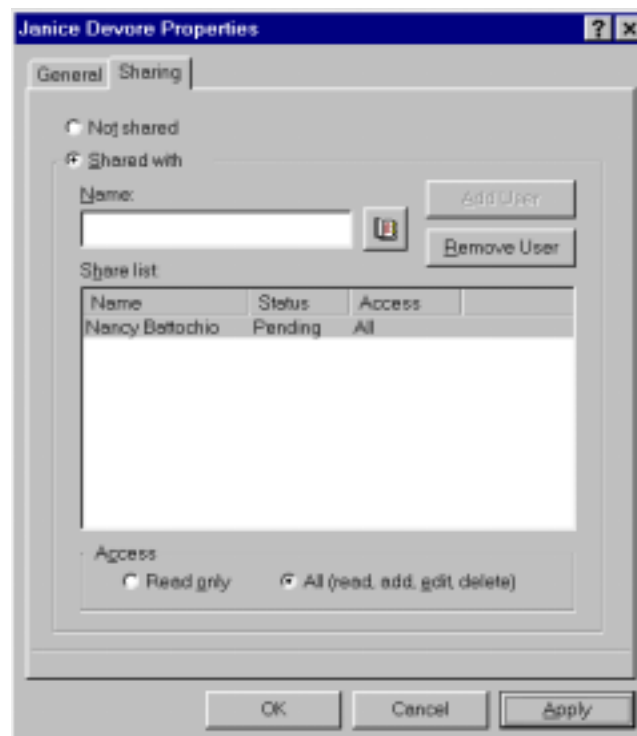 Janice Devore Properties
General Sharing
Not shared
Shared with
Name:
Add User
Remove User
Share list:
Name Status Access
Nancy Battochio Pending All
Access
Read only All (read, add, edit, delete)
OK Cancel Apply